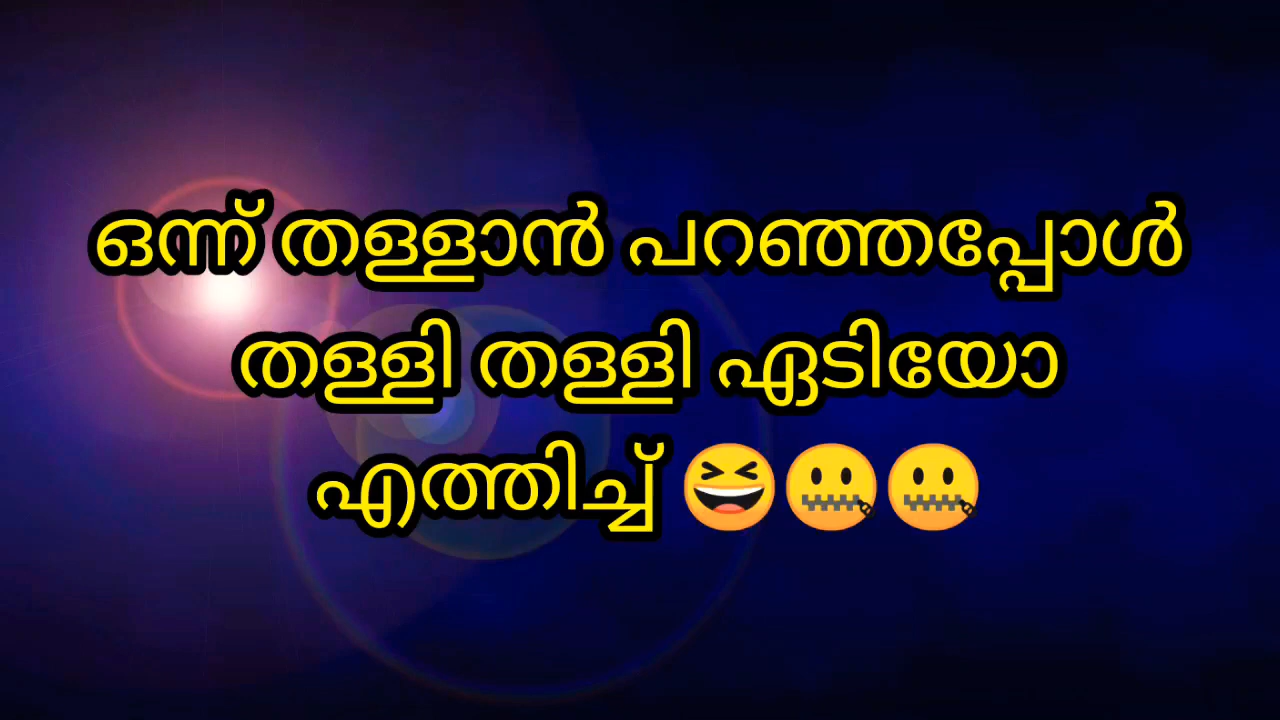 ഒന്ന് തള്ളാൻ പറഞ്ഞപ്പോൾ
തള്ളി തള്ളി ഏടിയോ
എത്തിച്ച് 😆🤐🤐